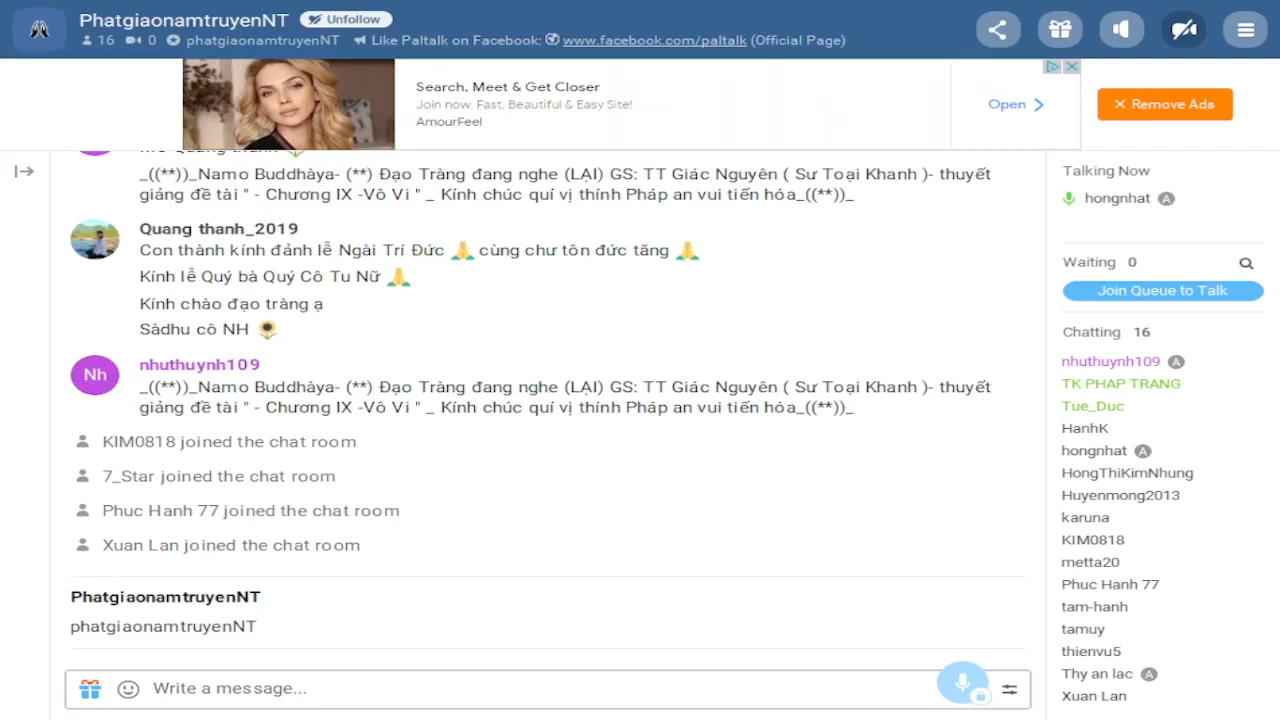 PhatgiaonamtruyenNT Unfollow
16 0 phatgiaonamtruyenNT Like Paltalk on Facebook: www.facebook.com/paltalk (Official Page)
Search, Meet & Get Closer
Join now. Fast, Beautiful & Easy Site!
AmourFeel
Open
Remove Ads
_((**))_Namo Buddhàya- (**) Đạo Tràng đang nghe (LẠI) GS: TT Giác Nguyên ( Sư Toại Khanh )- thuyết
giảng đề tài " - Chương IX -Vô Vi " _ Kính chúc quí vị thính Pháp an vui tiến hóa_((**))_
Quang thanh_2019
Con thành kính đảnh lễ Ngài Trí Đức 🙏 cùng chư tôn đức tăng 🙏
Kính lễ Quý bà Quý Cô Tu Nữ 🙏
Kính chào đạo tràng ạ
Sàdhu cô NH 🌻
Nh
nhuthuynh109
_((**))_Namo Buddhàya- (**) Đạo Tràng đang nghe (LẠI) GS: TT Giác Nguyên ( Sư Toại Khanh )- thuyết
giảng đề tài " - Chương IX -Vô Vi " _ Kính chúc quí vị thính Pháp an vui tiến hóa_((**))_
KIM0818 joined the chat room
7_Star joined the chat room
Phuc Hanh 77 joined the chat room
Xuan Lan joined the chat room
PhatgiaonamtruyenNT
phatgiaonamtruyenNT
Write a message...
Talking Now
hongnhat A
Waiting 0
Join Queue to Talk
Chatting 16
nhuthuynh109 A
TK PHAP TRANG
Tue_Duc
HanhK
hongnhat A
HongThiKimNhung
Huyenmong2013
karuna
KIM0818
metta20
Phuc Hanh 77
tam-hanh
tamuy
thienvu5
Thy an lac A
Xuan Lan